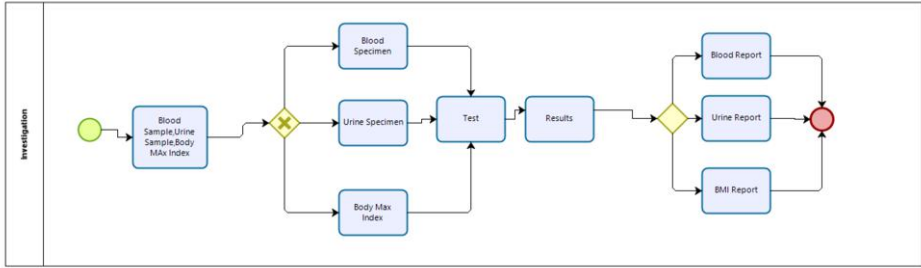 Investigation
Blood
Sample,Urine
Sample,Body
MAx Index
Blood
Specimen
Urine Specimen
Body Max
Index
Test
Results
Blood Report
Urine Report
BMI Report